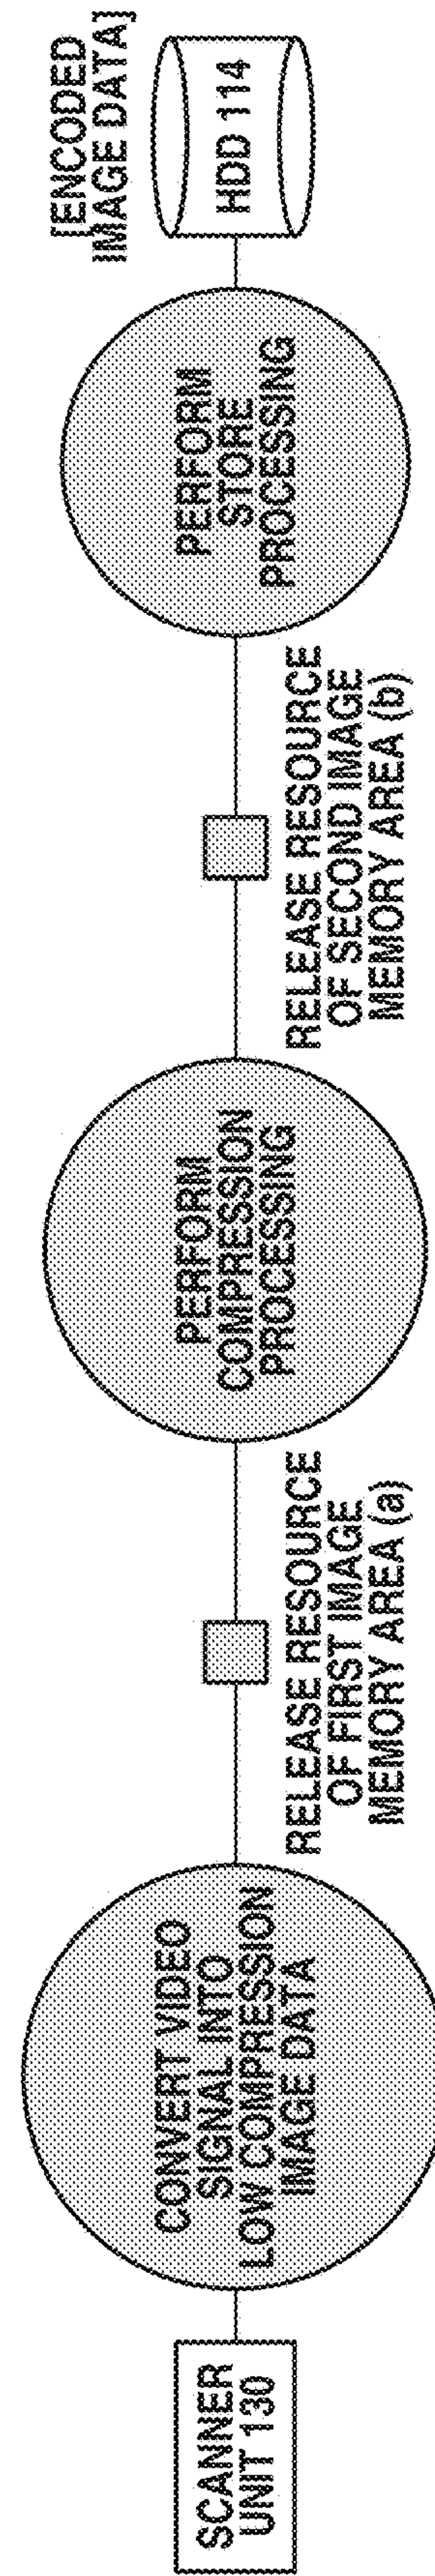 SCANNER
UNIT 130
CONVERT VIDEO
SIGNAL INTO
LOW COMPRESSION
IMAGE DATA
RELEASE RESOURCE
OF FIRST IMAGE
MEMORY AREA (a)
PERFORM
COMPRESSION
PROCESSING
RELEASE RESOURCE
OF SECOND IMAGE
MEMORY AREA (b)
PERFORM
STORE
PROCESSING
[ENCODED
IMAGE DATA]
HDD 114